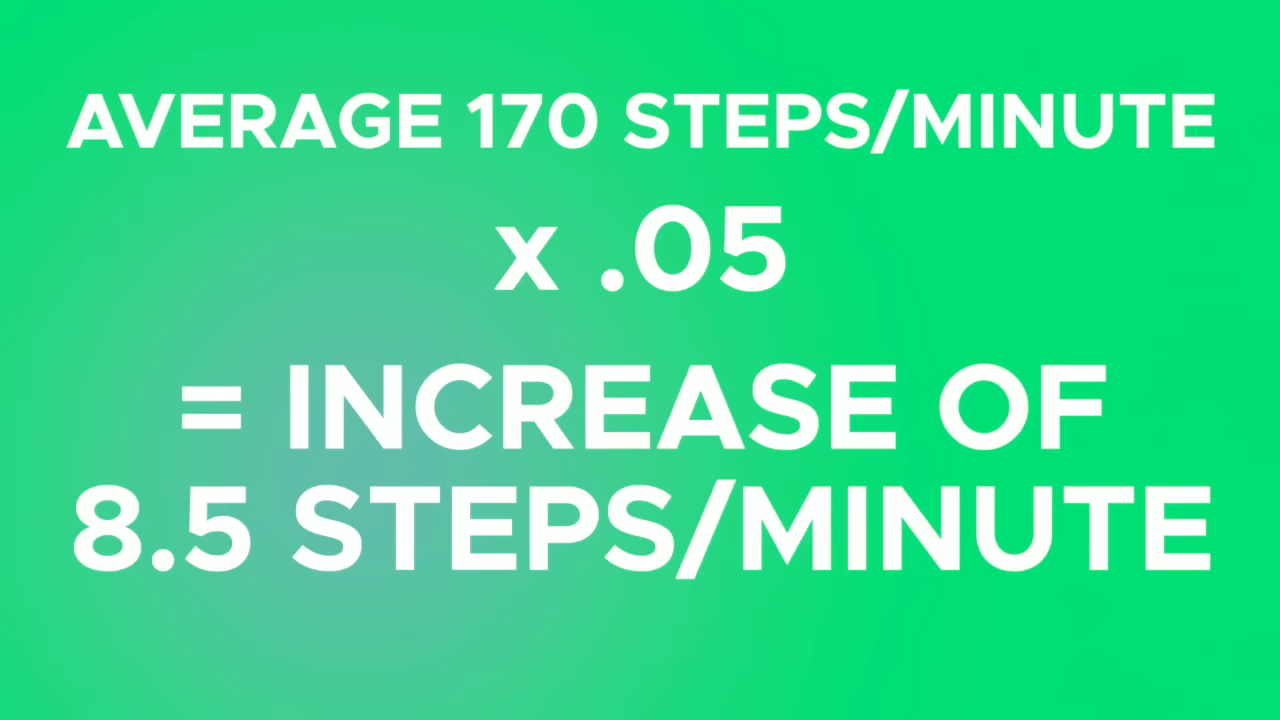 AVERAGE 170 STEPS/MINUTE
x .05
= INCREASE OF
8.5 STEPS/MINUTE